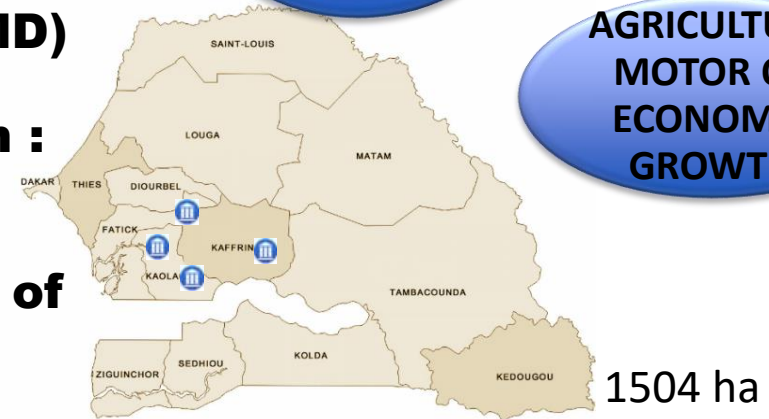 ND)
n :
of
SAINT-LOUIS
LOUGA
MATAM
DAKAR
THIES
DIOURBEL
FATICK
KAFFRIN
KAOLA
TAMBACOUNDA
ZIGUINCHOR
SEDHIOU
KOLDA
KEDOUGOU
AGRICULTU
MOTOR
ECONOM
GROWT
1504 ha